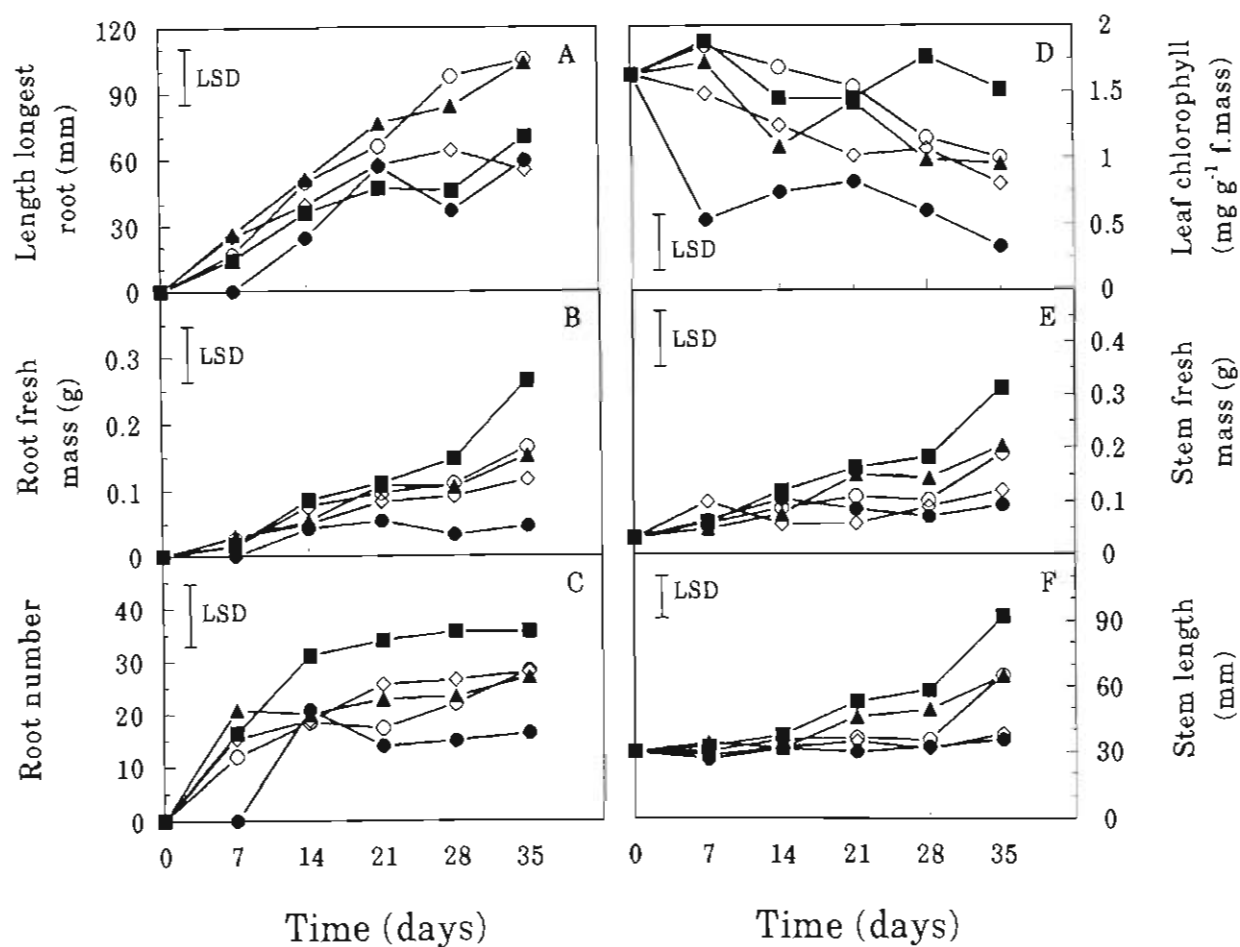 Length longest
root (mm)
120
90
60
30
0
LSD
A
Root fresh
mass (g)
0.3
0.2
0.1
0
LSD
B
Root number
40
30
20
10
0
LSD
C
0 7 14 21 28 35
Time (days)
D
LSD
2
1.5
1
0.5
0
Leaf chlorophyll
(mg g-1 f.mass)
E
LSD
0.4
0.3
0.2
0.1
0
Stem fresh
mass (g)
F
LSD
90
60
30
0
Stem length
(mm)
0 7 14 21 28 35
Time (days)